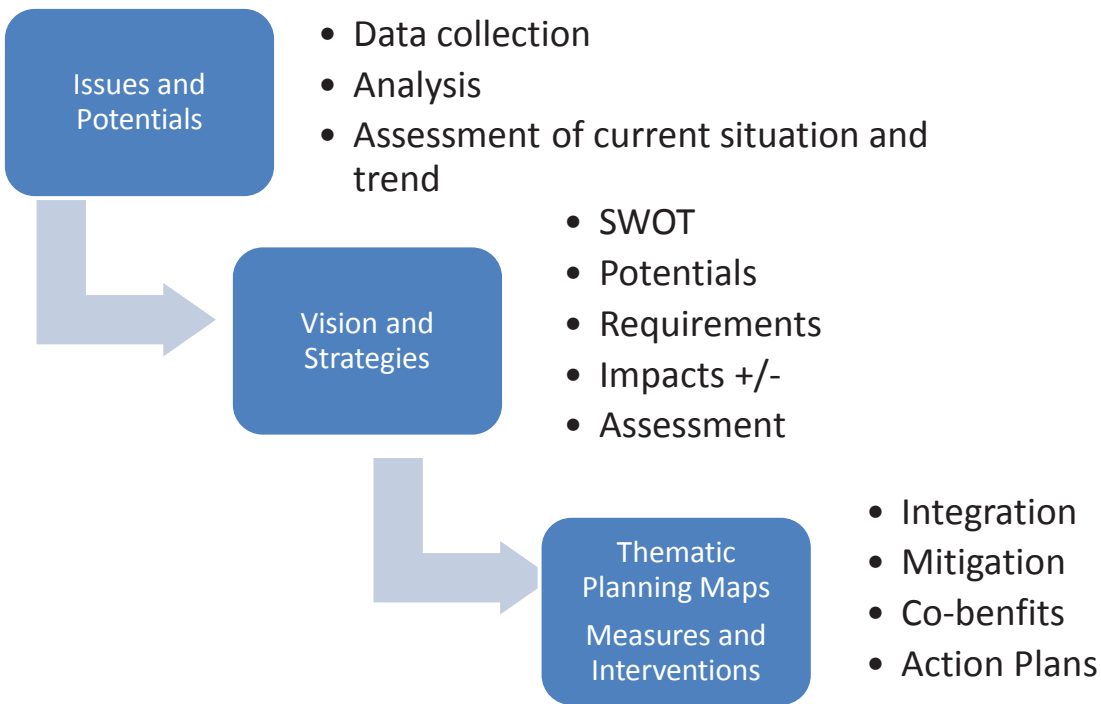 Issues and
Potentials
• Data collection
• Analysis
• Assessment of current situation and
trend
Vision and
Strategies
• SWOT
• Potentials
• Requirements
• Impacts +/-
• Assessment
Thematic
Planning Maps
Measures and
Interventions
• Integration
• Mitigation
• Co-benfits
• Action Plans